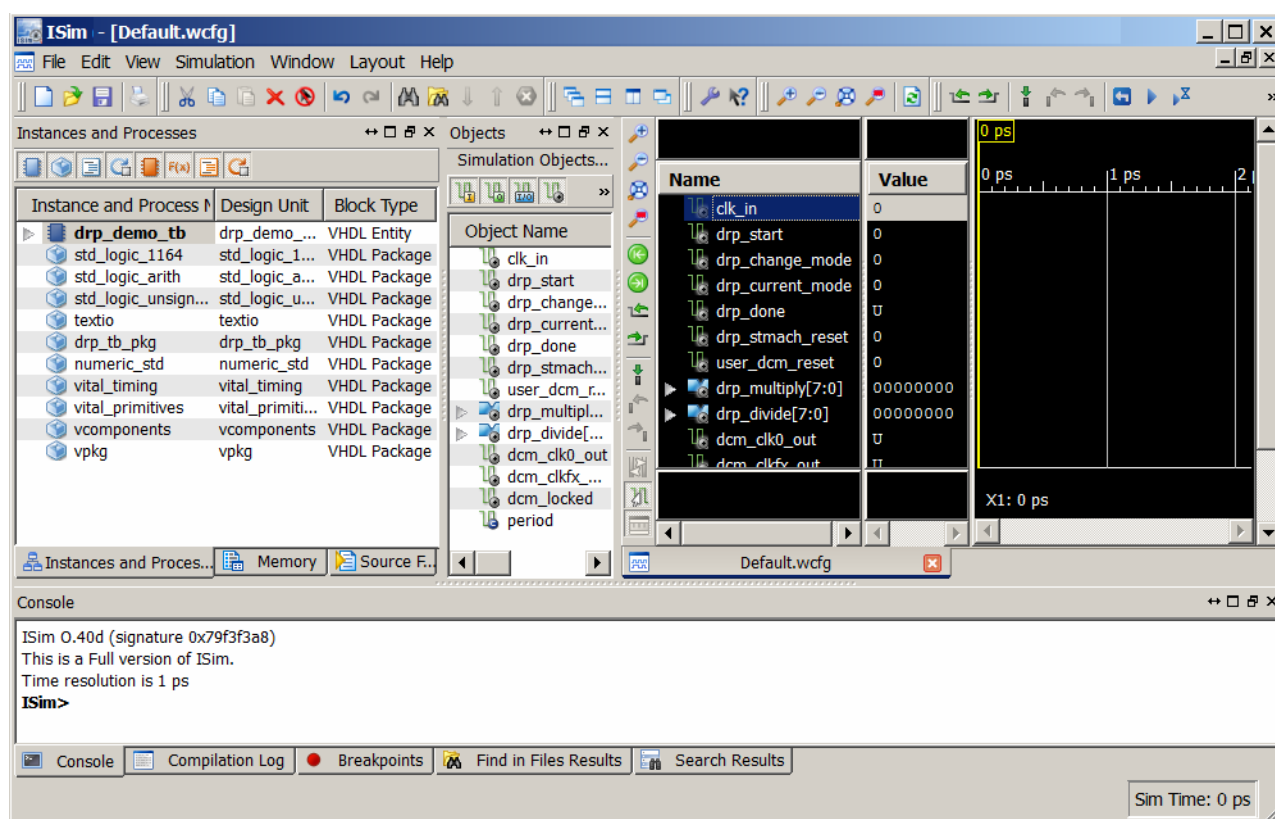 ISim - [Default.wcfg]
File Edit View Simulation Window Layout Help
Instances and Processes
F(x)
Instance and Process N Design Unit Block Type
drp_demo_tb drp_demo_... VHDL Entity
std_logic_1164 std_logic_1... VHDL Package
std_logic_arith std_logic_a... VHDL Package
std_logic_unsign... std_logic_u... VHDL Package
textio textio VHDL Package
drp_tb_pkg drp_tb_pkg VHDL Package
numeric_std numeric_std VHDL Package
vital_timing vital_timing VHDL Package
vital_primitives vital_primiti... VHDL Package
vcomponents vcomponents VHDL Package
vpkg vpkg VHDL Package
Instances and Proces... Memory Source F...
Objects
Simulation Objects...
Object Name
clk_in
drp_start
drp_change...
drp_current...
drp_done
drp_stmach...
user_dcm_r...
drp_multipl...
drp_divide[...
dcm_clk0_out
dcm_clkfx_...
dcm_locked
period
Name Value
clk_in 0
drp_start 0
drp_change_mode 0
drp_current_mode 0
drp_done U
drp_stmach_reset 0
user_dcm_reset 0
drp_multiply[7:0] 00000000
drp_divide[7:0] 00000000
dcm_clk0_out U
dcm_clkfx_out U
0 ps
0 ps 1 ps 2
X1: 0 ps
Default.wcfg
Console
ISim O.40d (signature 0x79f3f3a8)
This is a Full version of ISim.
Time resolution is 1 ps
ISim>
Console Compilation Log Breakpoints Find in Files Results Search Results
Sim Time: 0 ps